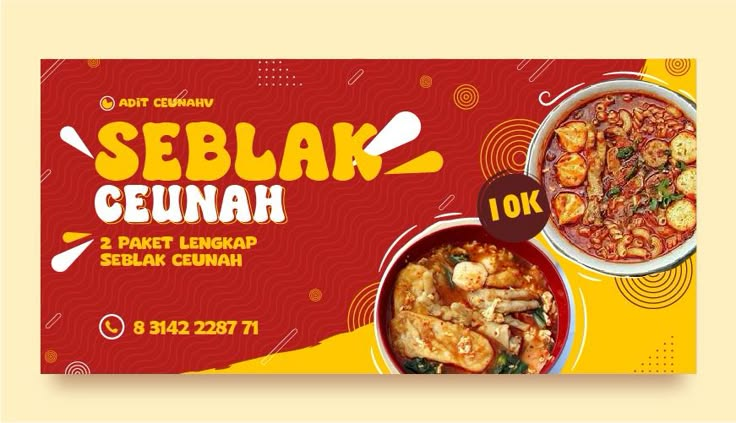 ADIT CEUNAHV
SEBLAK
CEUNAH
2 PAKET LENGKAP
SEBLAK CEUNAH
8 3142 2287 71
10K